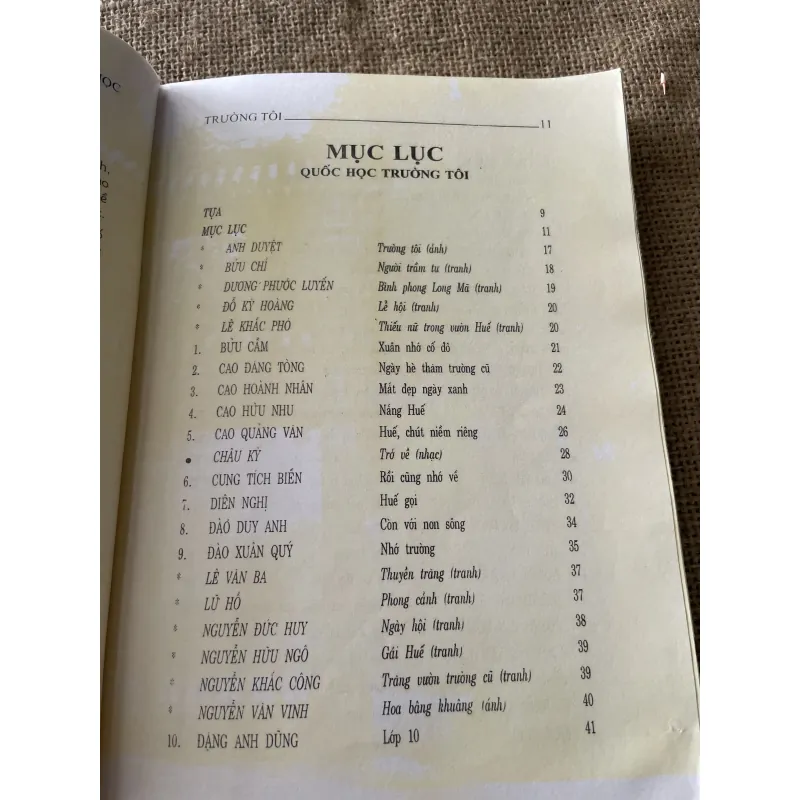 ỌC
h.
ao
ề
TRƯỜNG TÔI 11
MỤC LỤC
QUỐC HỌC TRƯỜNG TÔI
TỰA 9
MỤC LỤC 11
* ANH DUYỆT Trường tôi (ảnh) 17
* BỬU CHỈ Người trầm tu (tranh) 18
* DƯƠNG PHƯỚC LUYẾN Bình phong Long Mã (tranh) 19
* ĐỖ KỲ HOÀNG Lễ hội (tranh) 20
* LÊ KHẮC PHÒ Thiếu nữ trong vườn Huế (tranh) 20
1. BỬU CẦM Xuân nhớ cố đô 21
2. CAO ĐĂNG TÒNG Ngày hè thăm trường cũ 22
3. CAO HOÀNH NHÂN Mắt đẹp ngày xanh 23
4. CAO HỮU NHU Nắng Huế 24
5. CAO QUẢNG VĂN Huế, chút niềm riêng 26
• CHÂU KỲ Trở về (nhạc) 28
6. CUNG TÍCH BIỀN Rồi cũng nhớ về 30
7. DIÊN NGHỊ Huế gọi 32
8. ĐÀO DUY ANH Còn với non sông 34
9. ĐÀO XUÂN QUÝ Nhớ trường 35
* LÊ VĂN BA Thuyền trăng (tranh) 37
* LỮ HỒ Phong cảnh (tranh) 37
* NGUYỄN ĐỨC HUY Ngày hội (tranh) 38
* NGUYỄN HỮU NGÔ Gái Huế (tranh) 39
* NGUYỄN KHẮC CÔNG Trăng vườn trường cũ (tranh) 39
* NGUYỄN VĂN VINH Hoa bâng khuâng (ảnh) 40
10. ĐẶNG ANH DŨNG Lớp 10 41